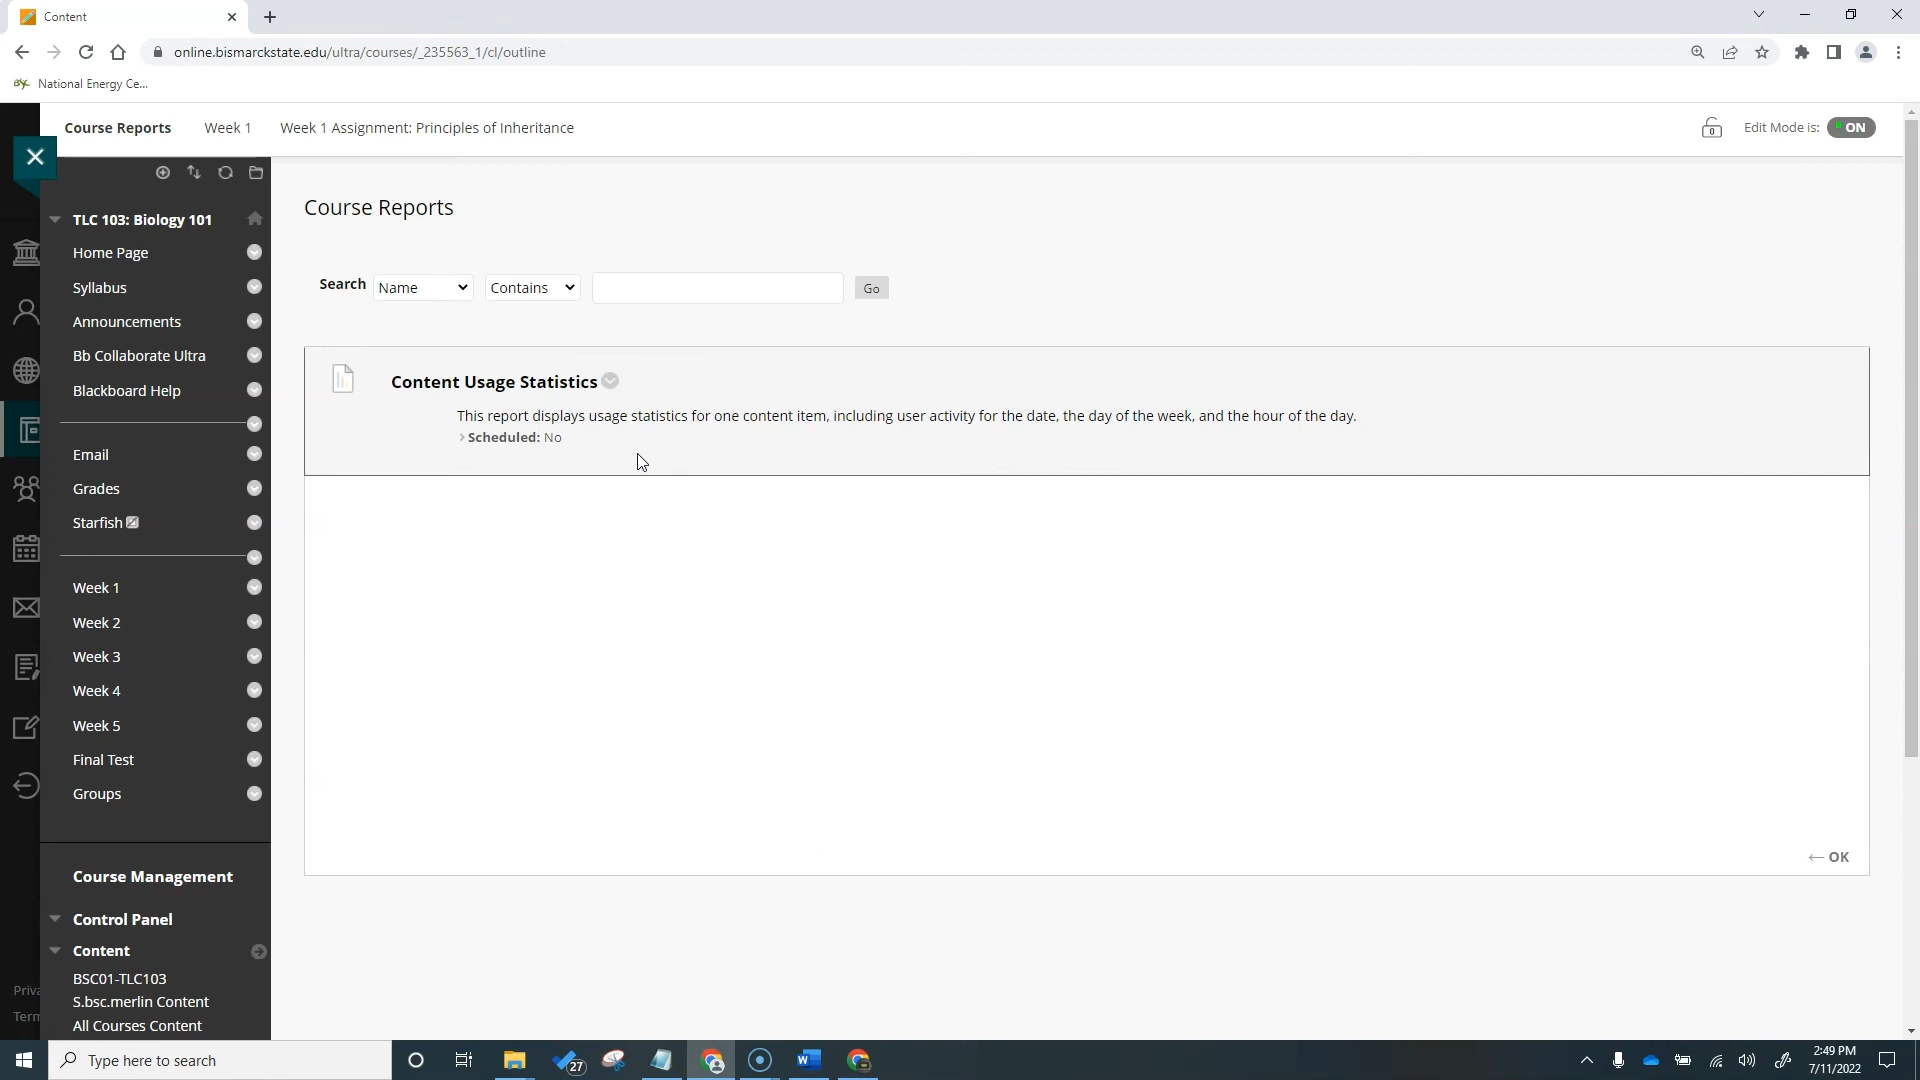 Content
online.bismarckstate.edu/ultra/courses/_235563_1/cl/outline
National Energy Ce...
Course Reports
Week 1
Week 1 Assignment: Principles of Inheritance
0
Edit Mode is:
ON
TLC 103: Biology 101
Home Page
Syllabus
Announcements
Bb Collaborate Ultra
Blackboard Help
Email
Grades
Starfish
Week 1
Week 2
Week 3
Week 4
Week 5
Final Test
Groups
Course Management
Control Panel
Content
BSC01-TLC103
S.bsc.merlin Content
All Courses Content
Priva
Term
Course Reports
Search
Name
Contains
Go
Content Usage Statistics
This report displays usage statistics for one content item, including user activity for the date, the day of the week, and the hour of the day.
Scheduled: No
OK
Type here to search
27
2:49 PM
7/11/2022